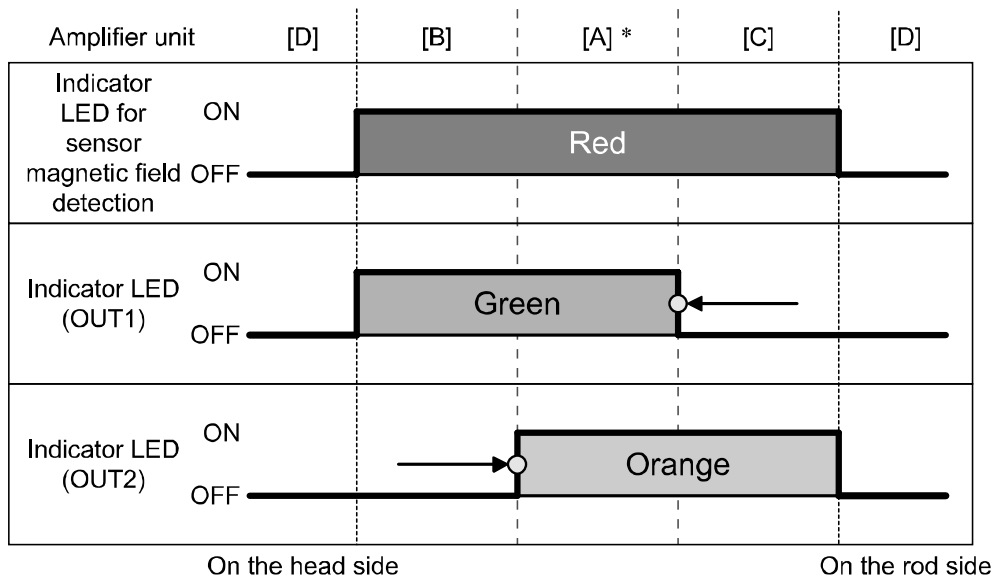 Amplifier unit [D] [B] [A] * [C] [D]
Indicator
LED for
sensor
magnetic field
detection
ON
OFF
Red
Indicator LED
(OUT1)
ON
OFF
Green
Indicator LED
(OUT2)
ON
OFF
Orange
On the head side On the rod side